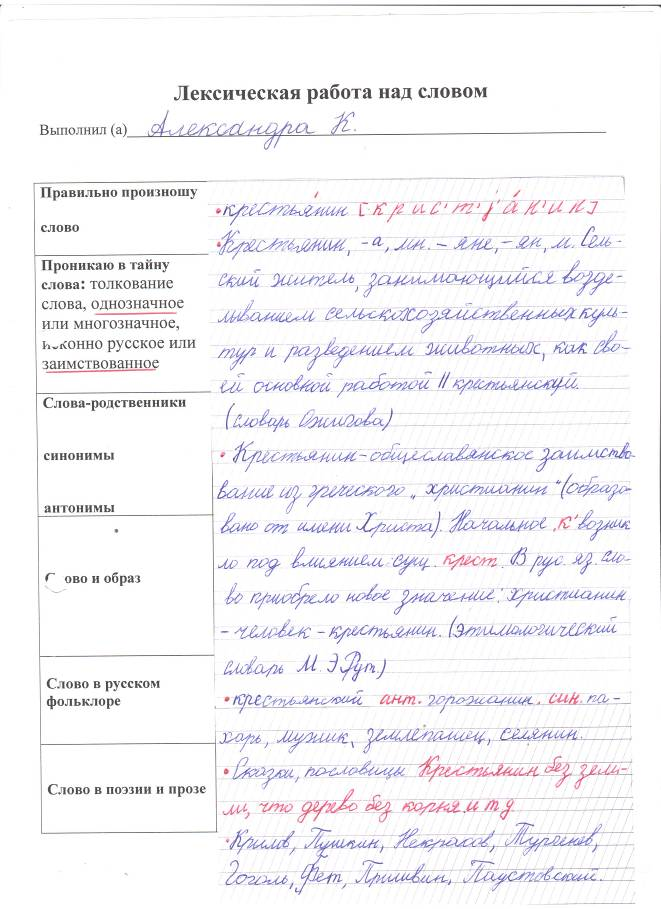 Лексическая работа над словом
Выполнил (а) Александра К.
Правильно произношу
слово
Проникаю в тайну
слова: толкование
слова, однозначное
или многозначное,
исконно русское или
заимствованное
Слова-родственники
синонимы
антонимы
С ово и образ
Слово в русском
фольклоре
Слово в поэзии и прозе
• крестья́нин [к р и с' т' j' á н' и н]
• Крестьянин, -а, мн. -яне, -ян, м. Сель-
ский житель, занимающийся возде-
лыванием сельскохозяйственных куль-
тур и разведением животных, как сво-
ей основной работой || крестьянский.
(словарь Ожигова)
• Крестьянин-общеславянское заимство-
вание из греческого „христианин“ (образо-
вано от имени Христа). Начальное „к“ возник-
ло под влиянием сущ. крест. В рус. яз. сло-
во приобрело новое значение: христианин
- человек - крестьянин. (этимологический
словарь М. Э. Рут)
• крестьянский ант. горожанин. син. па-
харь, мужик, землепашец, селянин.
• Сказки, пословицы Крестьянин без зем-
ли, что дерево без корня. и т д
• Крылов, Пушкин, Некрасов, Тургенев,
Гоголь, Фет, Пришвин, Паустовский.